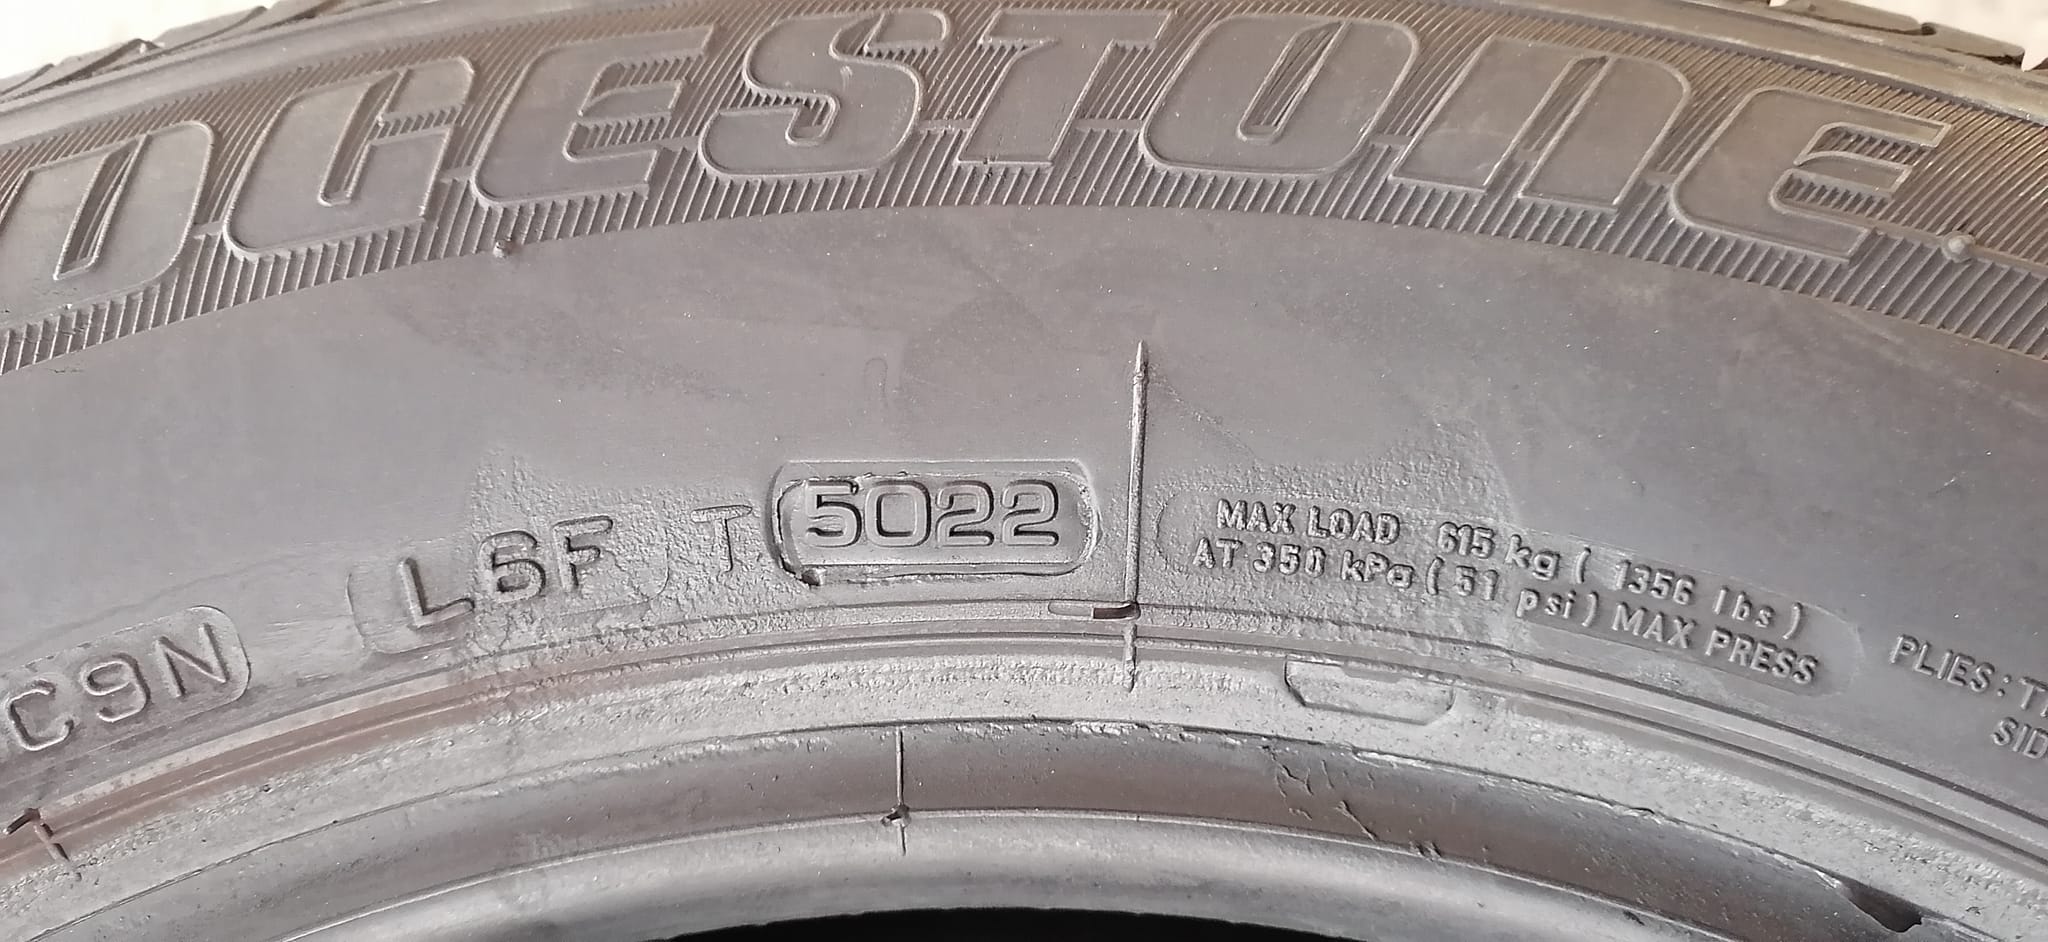 DGESTONE
C9N L6F T 5022
MAX LOAD 615 kg ( 1356 lbs )
AT 350 kPa ( 51 psi ) MAX PRESS
PLIES: